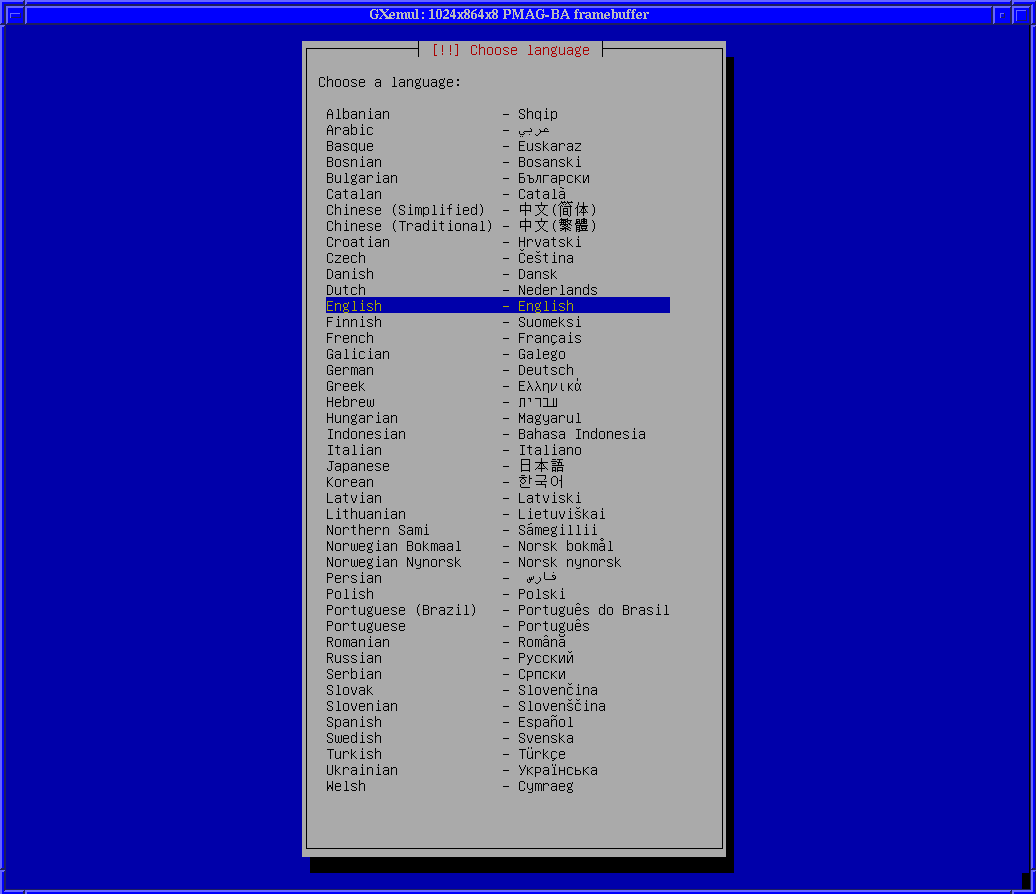 GXemul: 1024x864x8 PMAG-BA framebuffer
[!!] Choose language
Choose a language:
Albanian - Shqip
Arabic - عربي
Basque - Euskaraz
Bosnian - Bosanski
Bulgarian - Български
Catalan - Català
Chinese (Simplified) - 中文(简体)
Chinese (Traditional) - 中文(繁體)
Croatian - Hrvatski
Czech - Čeština
Danish - Dansk
Dutch - Nederlands
English - English
Finnish - Suomeksi
French - Français
Galician - Galego
German - Deutsch
Greek - Ελληνικά
Hebrew - עברית
Hungarian - Magyarul
Indonesian - Bahasa Indonesia
Italian - Italiano
Japanese - 日本語
Korean - 한국어
Latvian - Latviski
Lithuanian - Lietuviškai
Northern Sami - Sámegillii
Norwegian Bokmaal - Norsk bokmål
Norwegian Nynorsk - Norsk nynorsk
Persian - فارسی
Polish - Polski
Portuguese (Brazil) - Português do Brasil
Portuguese - Português
Romanian - Română
Russian - Русский
Serbian - Српски
Slovak - Slovenčina
Slovenian - Slovenščina
Spanish - Español
Swedish - Svenska
Turkish - Türkçe
Ukrainian - Українська
Welsh - Cymraeg